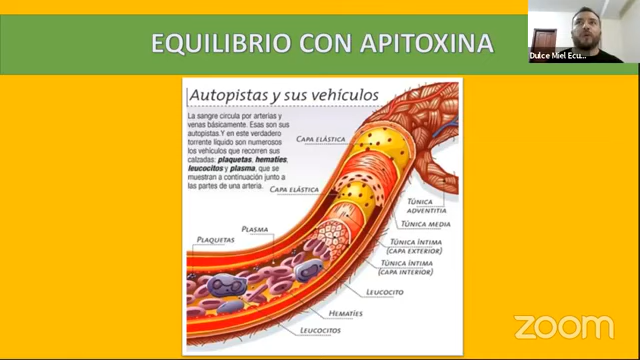 EQUILIBRIO CON APITOXINA
Dulce Miel Ecu...
Autopistas y sus vehículos
La sangre circula por arterias y
venas básicamente. Esas son sus
autopistas.Y en este verdadero
torrente líquido son numerosos
los vehículos que recorren sus
calzadas: plaquetas, hematíes,
leucocitos y plasma, que se
muestran a continuación junto a
las partes de una arteria.
CAPA ELÁSTICA
CAPA ELÁSTICA
TÚNICA
ADVENTITIA
TÚNICA MEDIA
TÚNICA ÍNTIMA
(CAPA EXTERIOR)
TÚNICA ÍNTIMA
(CAPA INTERIOR)
PLASMA
PLAQUETAS
LEUCOCITO
HEMATÍES
LEUCOCITOS
zoom